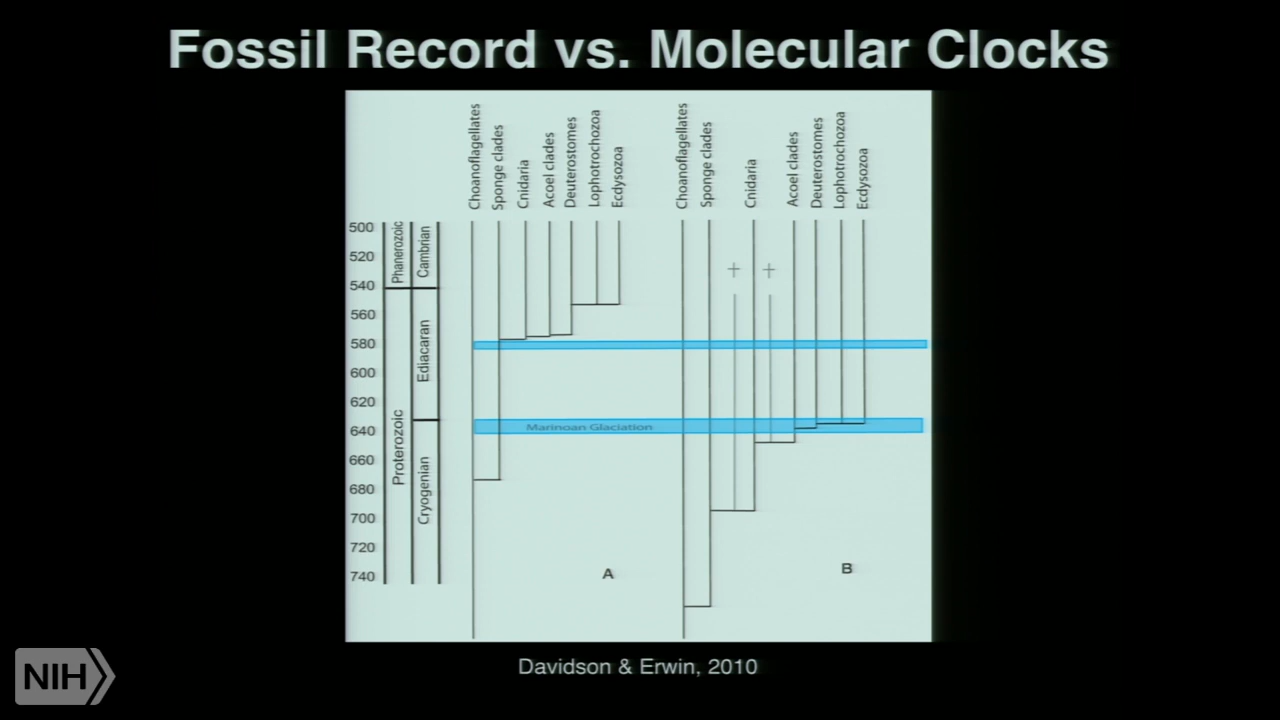 Fossil Record vs. Molecular Clocks
Choanoflagellates
Sponge clades
Cnidaria
Acoel clades
Deuterostomes
Lophotrochozoa
Ecdysozoa
Choanoflagellates
Sponge clades
Cnidaria
Acoel clades
Deuterostomes
Lophotrochozoa
Ecdysozoa
500
520
540
560
580
600
620
640
660
680
700
720
740
Phanerozoic
Cambrian
Proterozoic
Ediacaran
Cryogenian
Marinoan Glaciation
A
B
Davidson & Erwin, 2010
NIH